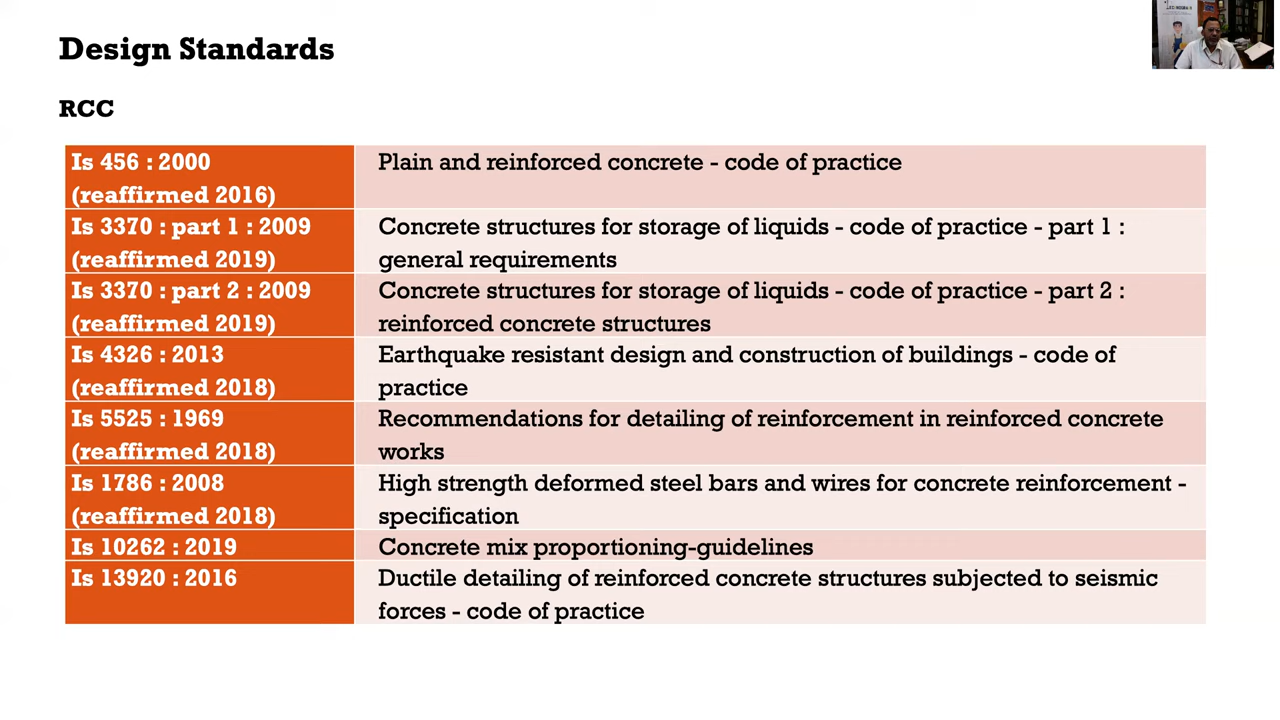 Design Standards
RCC
Is 456 : 2000
(reaffirmed 2016)
Plain and reinforced concrete - code of practice
Is 3370 : part 1 : 2009
(reaffirmed 2019)
Concrete structures for storage of liquids - code of practice - part 1 :
general requirements
Is 3370 : part 2 : 2009
(reaffirmed 2019)
Concrete structures for storage of liquids - code of practice - part 2 :
reinforced concrete structures
Is 4326 : 2013
(reaffirmed 2018)
Earthquake resistant design and construction of buildings - code of
practice
Is 5525 : 1969
(reaffirmed 2018)
Recommendations for detailing of reinforcement in reinforced concrete
works
Is 1786 : 2008
(reaffirmed 2018)
High strength deformed steel bars and wires for concrete reinforcement -
specification
Is 10262 : 2019
Concrete mix proportioning-guidelines
Is 13920 : 2016
Ductile detailing of reinforced concrete structures subjected to seismic
forces - code of practice